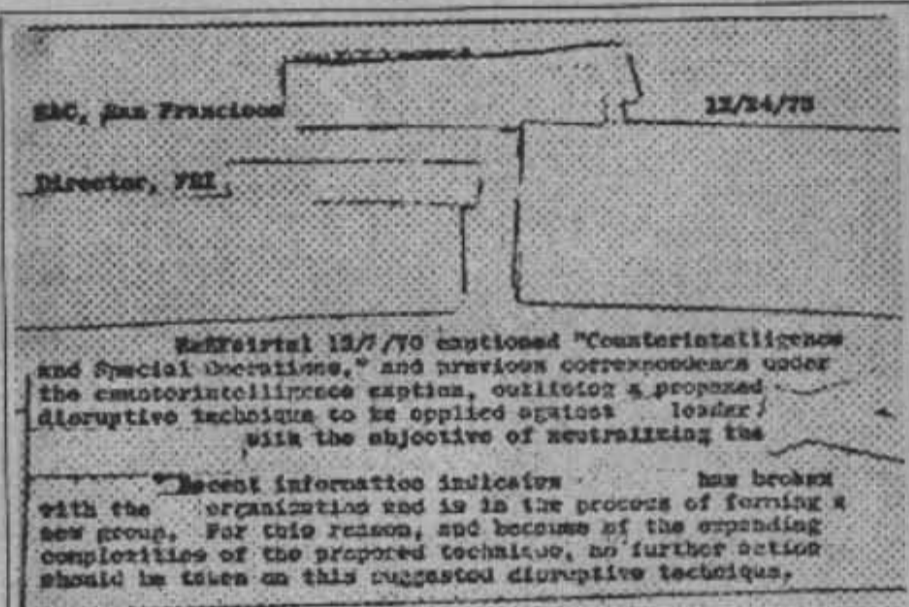 SAC, San Francisco
12/24/70
Director, FBI
ReSFairtel 12/7/70 captioned "Counterintelligence
and Special Operations," and previous correspondence under
the counterintelligence caption, outlining a proposed
disruptive technique to be applied against leader
with the objective of neutralizing the
Recent information indicates has broken
with the organization and is in the process of forming a
new group. For this reason, and because of the expanding
complexities of the proposed technique, no further action
should be taken on this suggested disruptive technique.